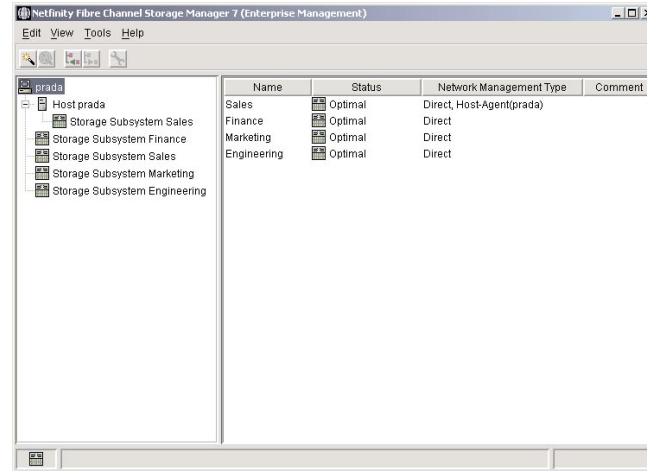 Netfinity Fibre Channel Storage Manager 7 (Enterprise Management)
Edit View Tools Help
prada
Host prada
Storage Subsystem Sales
Storage Subsystem Finance
Storage Subsystem Sales
Storage Subsystem Marketing
Storage Subsystem Engineering
Name Status Network Management Type Comment
Sales Optimal Direct, Host-Agent(prada)
Finance Optimal Direct
Marketing Optimal Direct
Engineering Optimal Direct